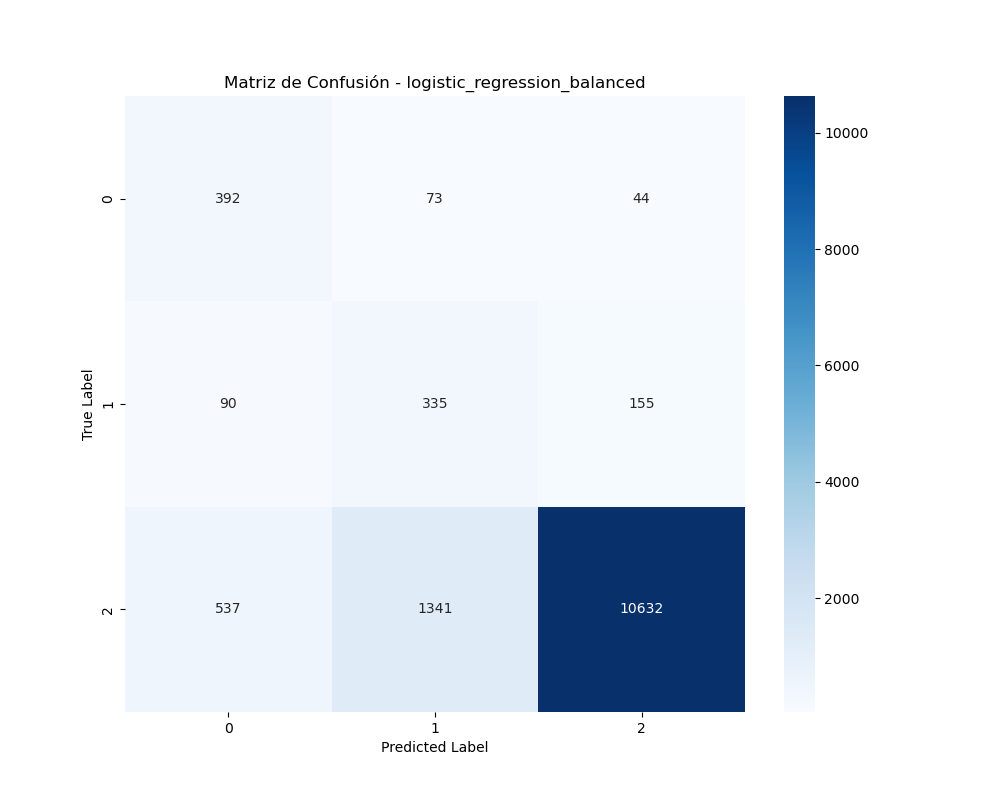 Matriz de Confusión - logistic_regression_balanced
0 392 73 44
1 90 335 155
2 537 1341 10632
0 1 2
True Label
Predicted Label
10000
8000
6000
4000
2000